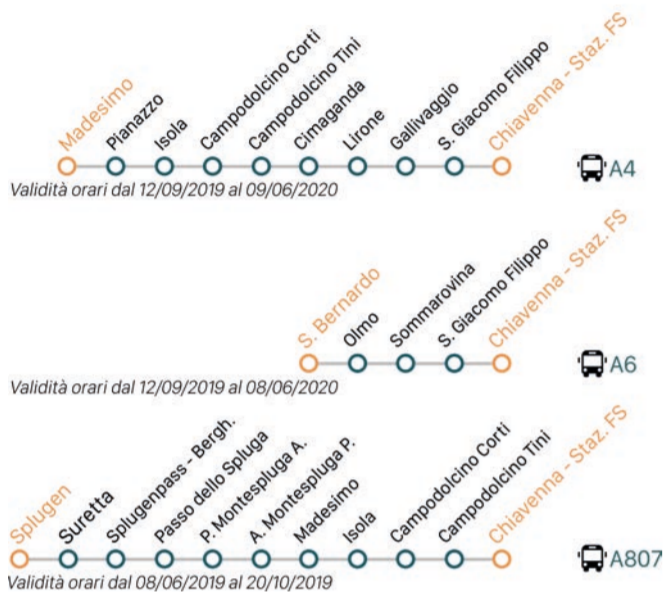 Madesimo
Pianazzo
Isola
Campodolcino Corti
Campodolcino Tini
Cimaganda
Lirone
Gallivaggio
S. Giacomo Filippo
Chiavenna - Staz. FS
A4
Validità orari dal 12/09/2019 al 09/06/2020
S. Bernardo
Olmo
Sommarovina
S. Giacomo Filippo
Chiavenna - Staz. FS
A6
Validità orari dal 12/09/2019 al 08/06/2020
Splugen
Suretta
Splugenpass - Bergh.
Passo dello Spluga
P. Montespluga A.
A. Montespluga P.
Madesimo
Isola
Campodolcino Corti
Campodolcino Tini
Chiavenna - Staz. FS
A807
Validità orari dal 08/06/2019 al 20/10/2019